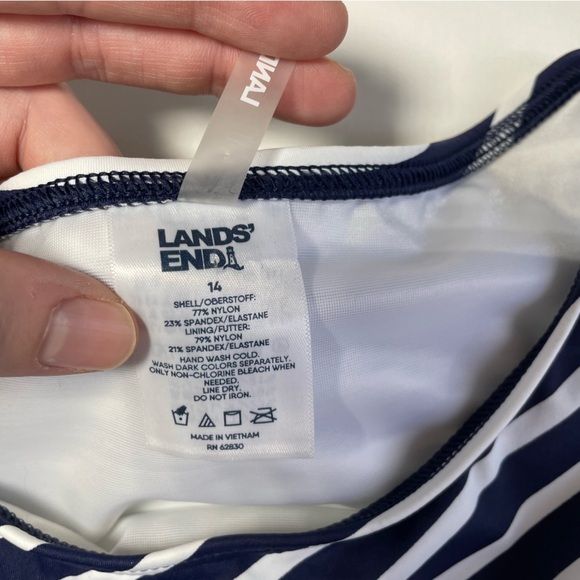 LAND
LANDS'
END
14
SHELL/OBERSTOFF:
77% NYLON
23% SPANDEX/ELASTANE
LINING/FUTTER:
79% NYLON
21% SPANDEX/ELASTANE
HAND WASH COLD.
WASH DARK COLORS SEPARATELY.
ONLY NON-CHLORINE BLEACH WHEN
NEEDED.
LINE DRY.
DO NOT IRON.
MADE IN VIETNAM
RN 62830